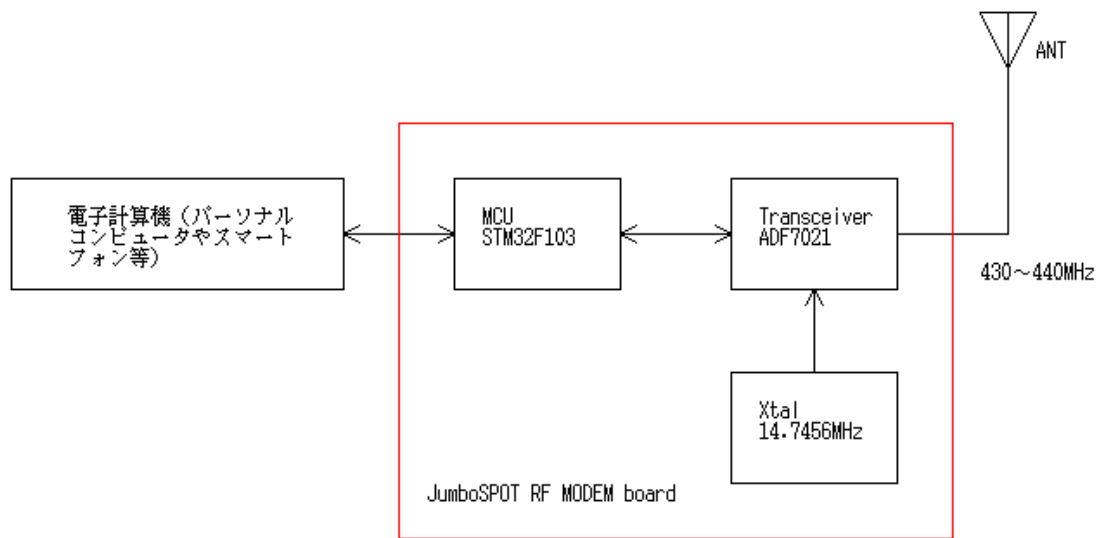 ANT
電子計算機（パーソナル
コンピュータやスマート
フォン等）
MCU
STM32F103
Transceiver
ADF7021
430～440MHz
Xtal
14.7456MHz
JumboSPOT RF MODEM board